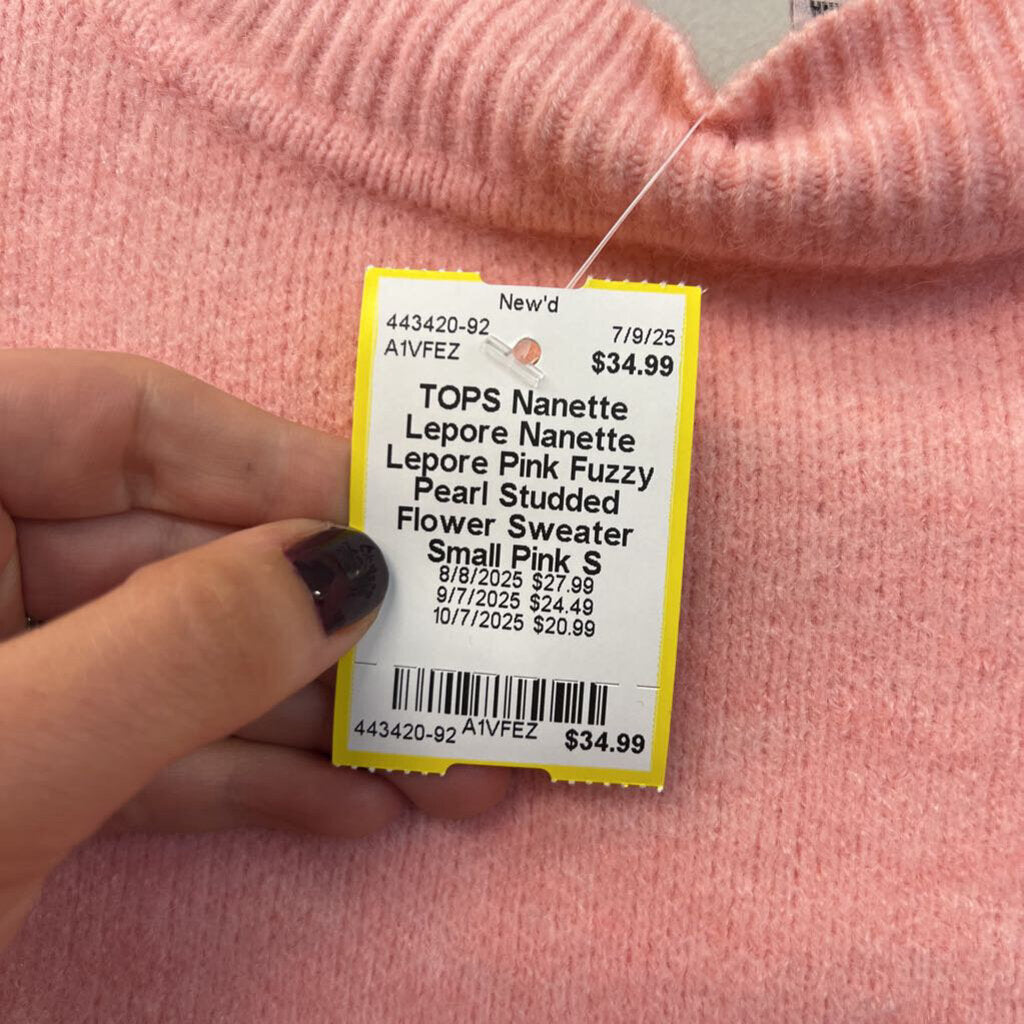 New'd
443420-92 7/9/25
A1VFEZ $34.99
TOPS Nanette
Lepore Nanette
Lepore Pink Fuzzy
Pearl Studded
Flower Sweater
Small Pink S
8/8/2025 $27.99
9/7/2025 $24.49
10/7/2025 $20.99
443420-92 A1VFEZ $34.99